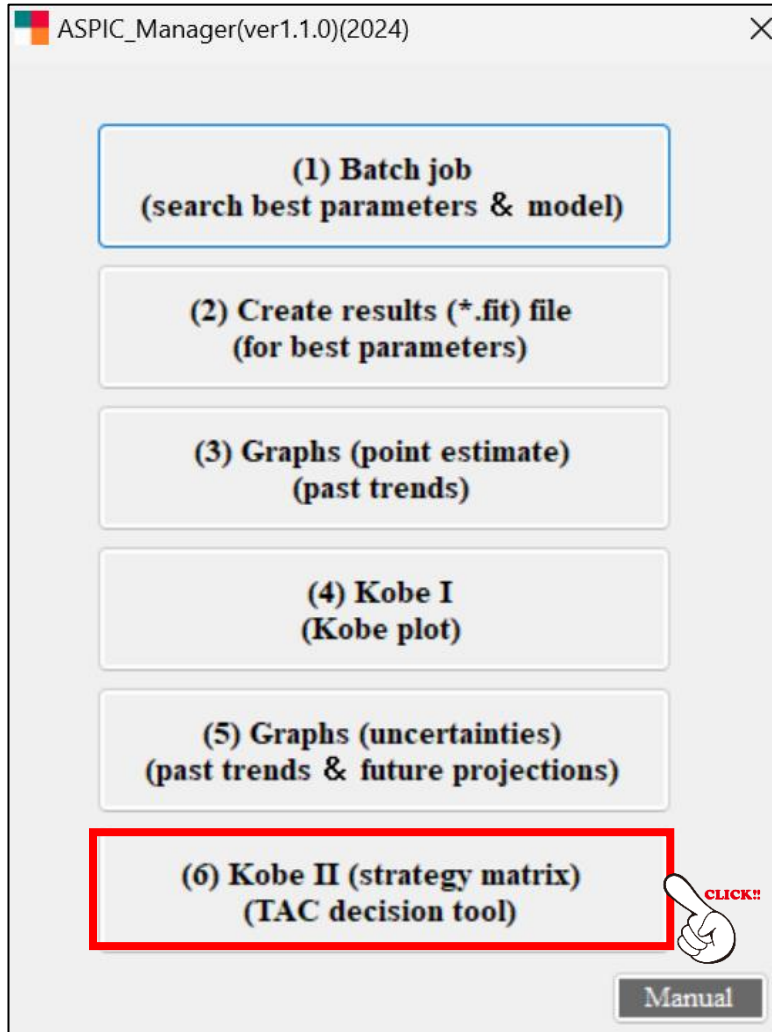 ASPIC_Manager(ver1.1.0)(2024)
(1) Batch job
(search best parameters & model)
(2) Create results (*.fit) file
(for best parameters)
(3) Graphs (point estimate)
(past trends)
(4) Kobe I
(Kobe plot)
(5) Graphs (uncertainties)
(past trends & future projections)
(6) Kobe II (strategy matrix)
(TAC decision tool)
CLICK!!
Manual